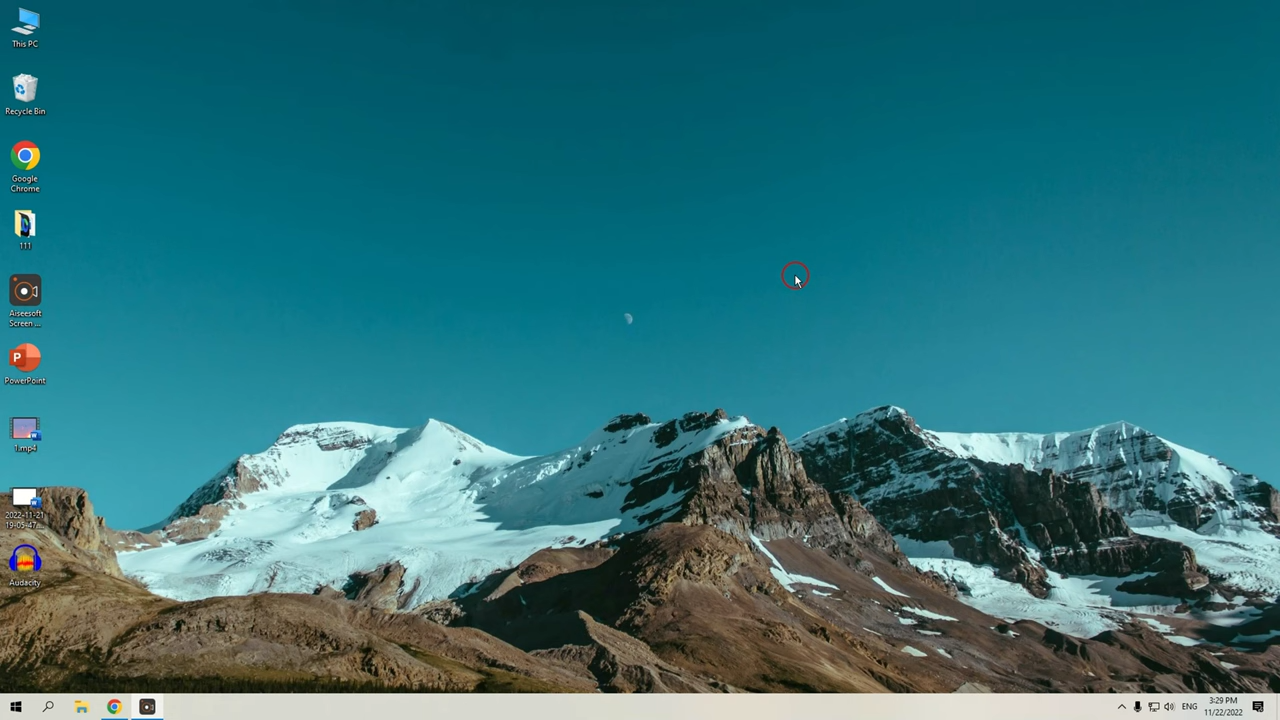 This PC
Recycle Bin
Google
Chrome
111
Aiseesoft
Screen ...
P
PowerPoint
1.mp4
2022-11-21
19-05-47...
Audacity
ENG
3:29 PM
11/22/2022